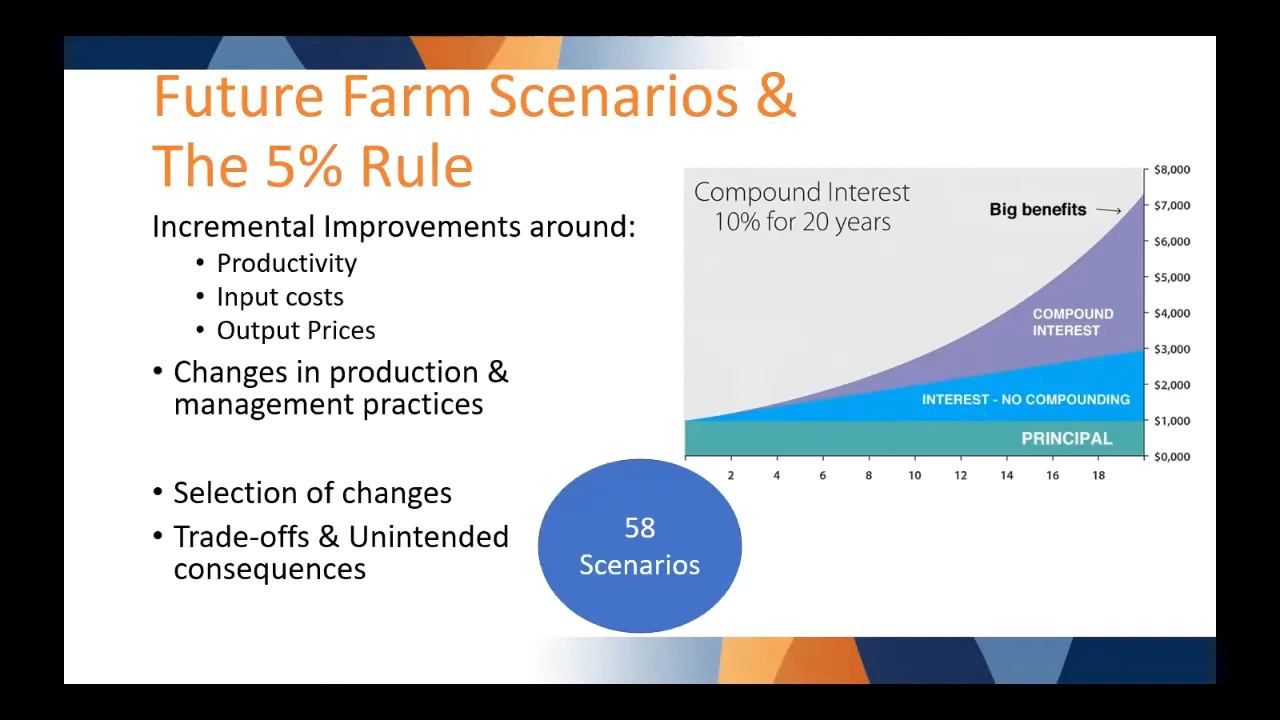 Future Farm Scenarios &
The 5% Rule
Incremental Improvements around:
• Productivity
• Input costs
• Output Prices
• Changes in production &
management practices
• Selection of changes
• Trade-offs & Unintended
consequences
58
Scenarios
Compound Interest
10% for 20 years
Big benefits
COMPOUND
INTEREST
INTEREST - NO COMPOUNDING
PRINCIPAL
$8,000
$7,000
$6,000
$5,000
$4,000
$3,000
$2,000
$1,000
$0,000
2 4 6 8 10 12 14 16 18